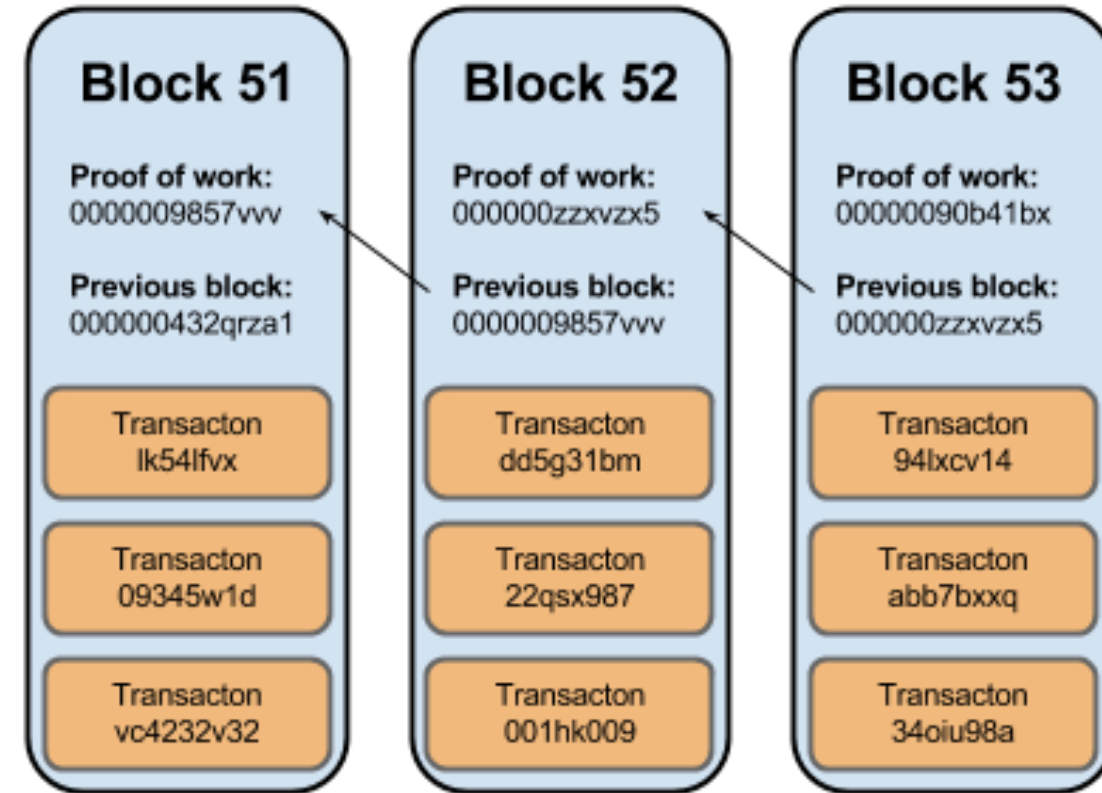 Block 51
Proof of work:
0000009857vvv
Previous block:
000000432qrza1
Transacton
lk54lfvx
Transacton
09345w1d
Transacton
vc4232v32
Block 52
Proof of work:
000000zzxvzx5
Previous block:
0000009857vvv
Transacton
dd5g31bm
Transacton
22qsx987
Transacton
001hk009
Block 53
Proof of work:
00000090b41bx
Previous block:
000000zzxvzx5
Transacton
94lxcv14
Transacton
abb7bxxq
Transacton
34oiu98a